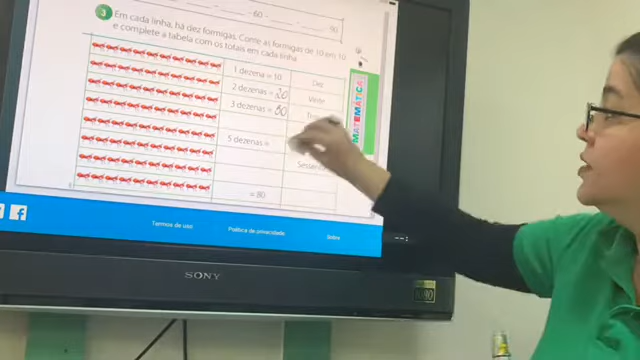 60
90
3 Em cada linha, há dez formigas. Conte as formigas de 10 em 10
e complete a tabela com os totais em cada linha.
1 dezena = 10 Dez
2 dezenas = 20 Vinte
3 dezenas = 30
5 dezenas =
= 80
MATEMÁTICA
Termos de uso
Política de privacidade
Sobre
SONY